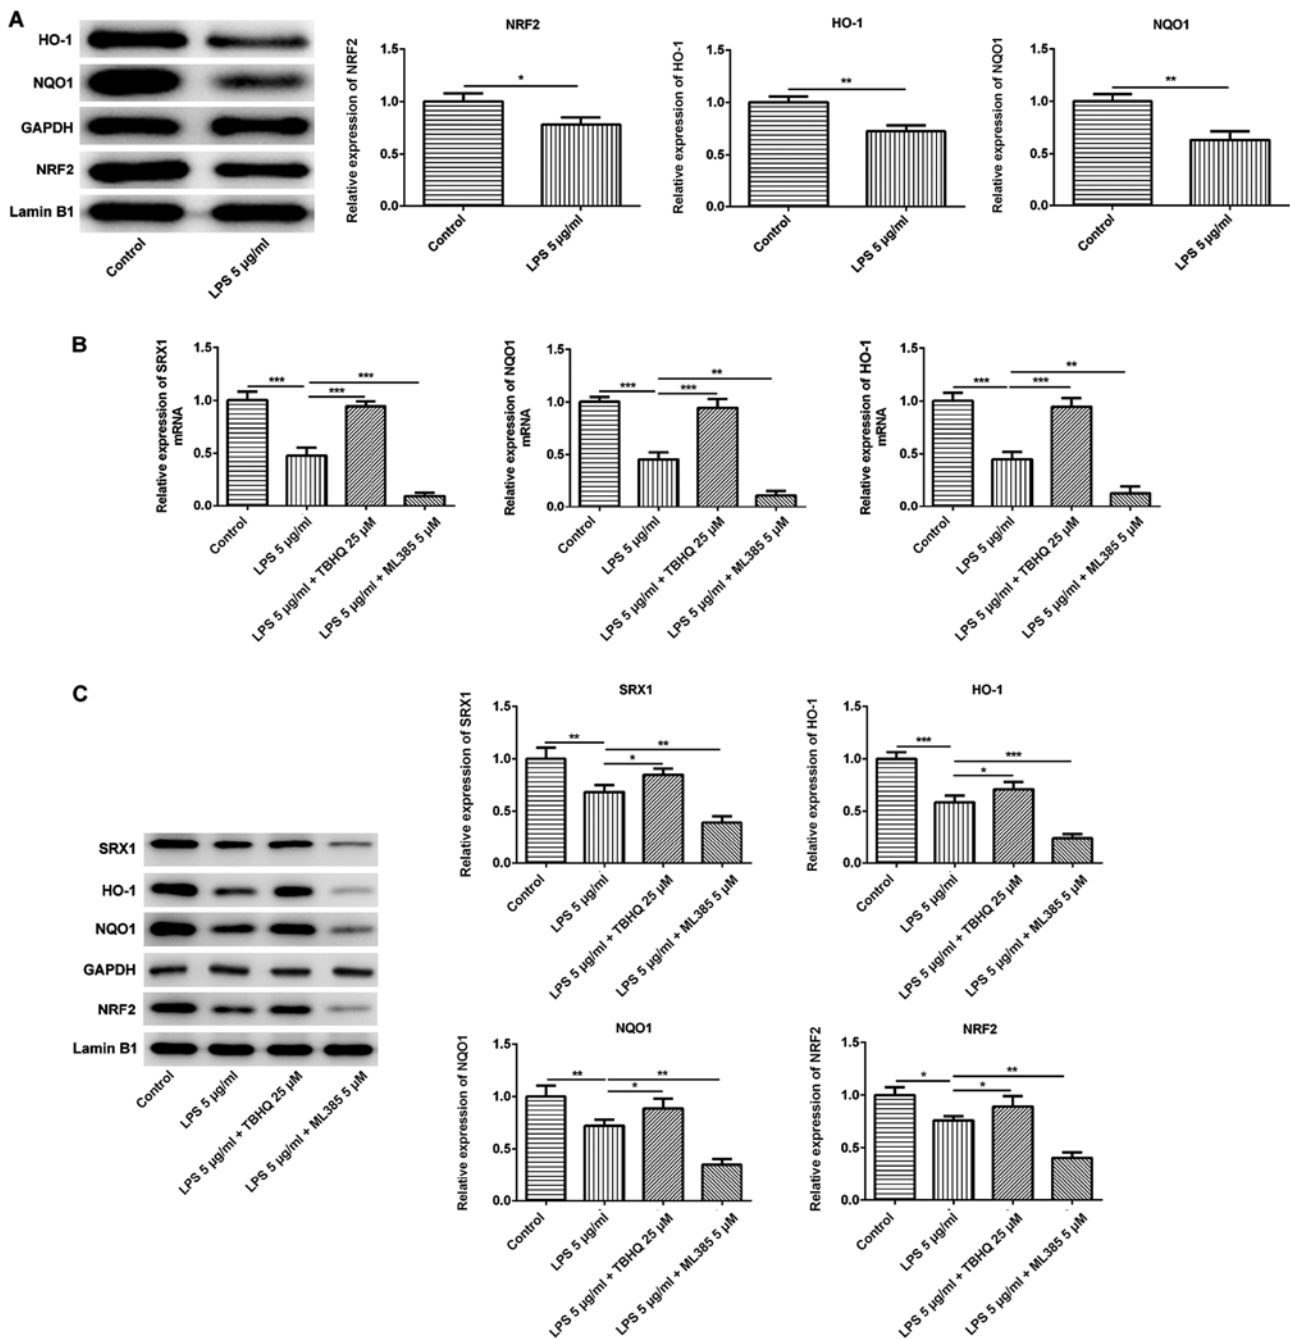 A
HO-1
NQO1
GAPDH
NRF2
Lamin B1
Control
LPS 5 µg/ml
NRF2
Relative expression of NRF2
1.5
1.0
0.5
0.0
*
Control
LPS 5 µg/ml
HO-1
Relative expression of HO-1
1.5
1.0
0.5
0.0
**
Control
LPS 5 µg/ml
NQO1
Relative expression of NQO1
1.5
1.0
0.5
0.0
**
Control
LPS 5 µg/ml
B
Relative expression of SRX1
mRNA
1.5
1.0
0.5
0.0
***
***
***
Control
LPS 5 µg/ml
LPS 5 µg/ml + TBHQ 25 µM
LPS 5 µg/ml + ML385 5 µM
Relative expression of NQO1
mRNA
1.5
1.0
0.5
0.0
**
***
***
Control
LPS 5 µg/ml
LPS 5 µg/ml + TBHQ 25 µM
LPS 5 µg/ml + ML385 5 µM
Relative expression of HO-1
mRNA
1.5
1.0
0.5
0.0
**
***
***
Control
LPS 5 µg/ml
LPS 5 µg/ml + TBHQ 25 µM
LPS 5 µg/ml + ML385 5 µM
C
SRX1
HO-1
NQO1
GAPDH
NRF2
Lamin B1
Control
LPS 5 µg/ml
LPS 5 µg/ml + TBHQ 25 µM
LPS 5 µg/ml + ML385 5 µM
SRX1
Relative expression of SRX1
1.5
1.0
0.5
0.0
**
**
*
Control
LPS 5 µg/ml
LPS 5 µg/ml + TBHQ 25 µM
LPS 5 µg/ml + ML385 5 µM
HO-1
Relative expression of HO-1
1.5
1.0
0.5
0.0
***
***
*
Control
LPS 5 µg/ml
LPS 5 µg/ml + TBHQ 25 µM
LPS 5 µg/ml + ML385 5 µM
NQO1
Relative expression of NQO1
1.5
1.0
0.5
0.0
**
**
*
Control
LPS 5 µg/ml
LPS 5 µg/ml + TBHQ 25 µM
LPS 5 µg/ml + ML385 5 µM
NRF2
Relative expression of NRF2
1.5
1.0
0.5
0.0
*
**
*
Control
LPS 5 µg/ml
LPS 5 µg/ml + TBHQ 25 µM
LPS 5 µg/ml + ML385 5 µM